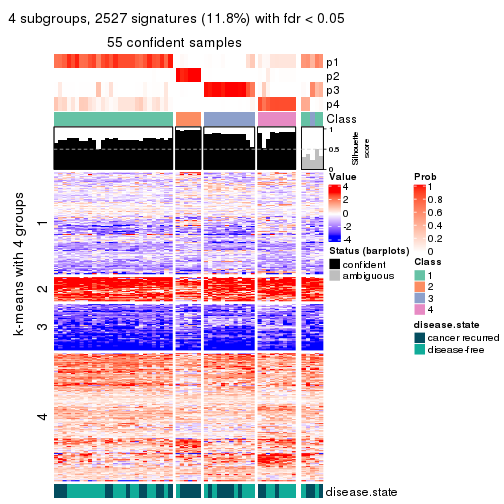 4 subgroups, 2527 signatures (11.8%) with fdr < 0.05
55 confident samples
p1
p2
p3
p4
Class
1
0.5
0
Silhouette
score
k-means with 4 groups
1
2
3
4
disease.state
Value
4
2
0
-2
-4
Status (barplots)
confident
ambiguous
Prob
1
0.8
0.6
0.4
0.2
0
Class
1
2
3
4
disease.state
cancer recurred
disease-free